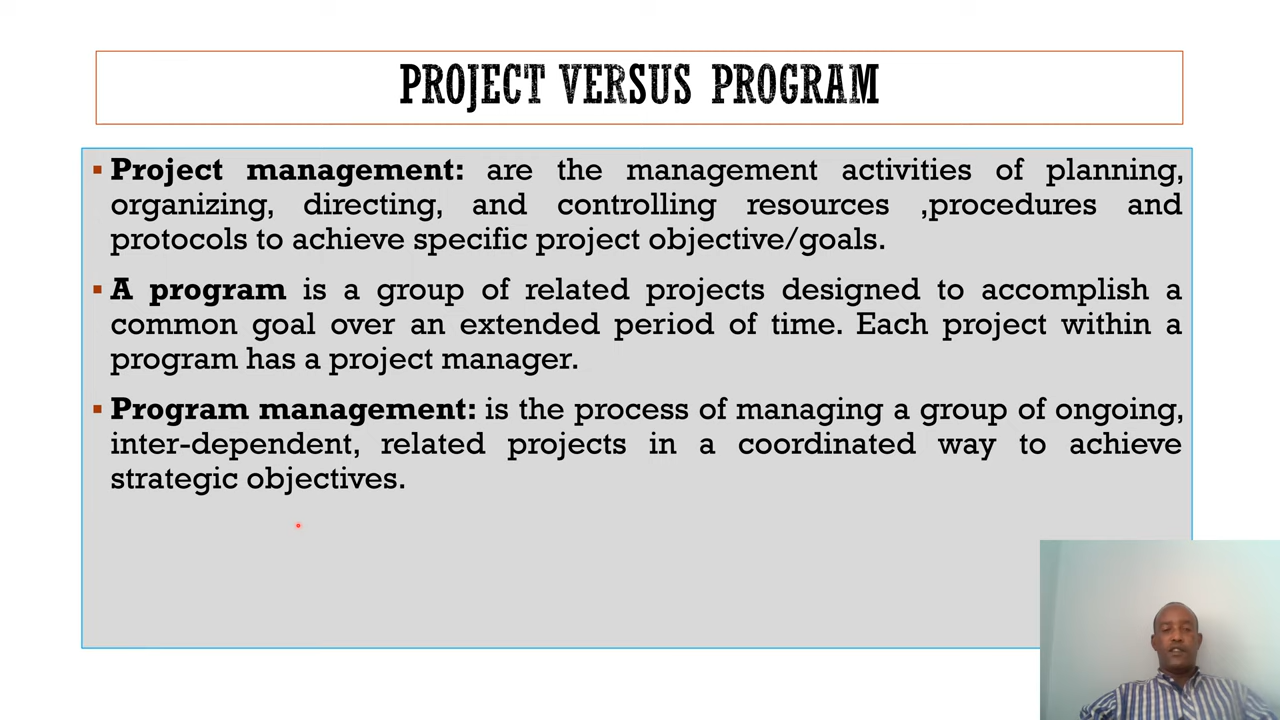 PROJECT VERSUS PROGRAM
▪ Project management: are the management activities of planning,
organizing, directing, and controlling resources ,procedures and
protocols to achieve specific project objective/goals.
▪ A program is a group of related projects designed to accomplish a
common goal over an extended period of time. Each project within a
program has a project manager.
▪ Program management: is the process of managing a group of ongoing,
inter-dependent, related projects in a coordinated way to achieve
strategic objectives.